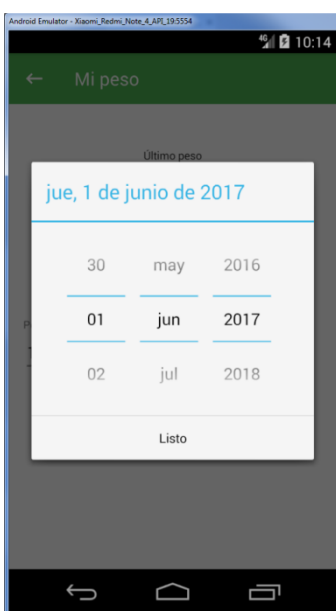 Android Emulator - Xiaomi_Redmi_Note_4_API_19:5554
4G 10:14
Mi peso
Último peso
jue, 1 de junio de 2017
30 may 2016
01 jun 2017
02 jul 2018
Listo